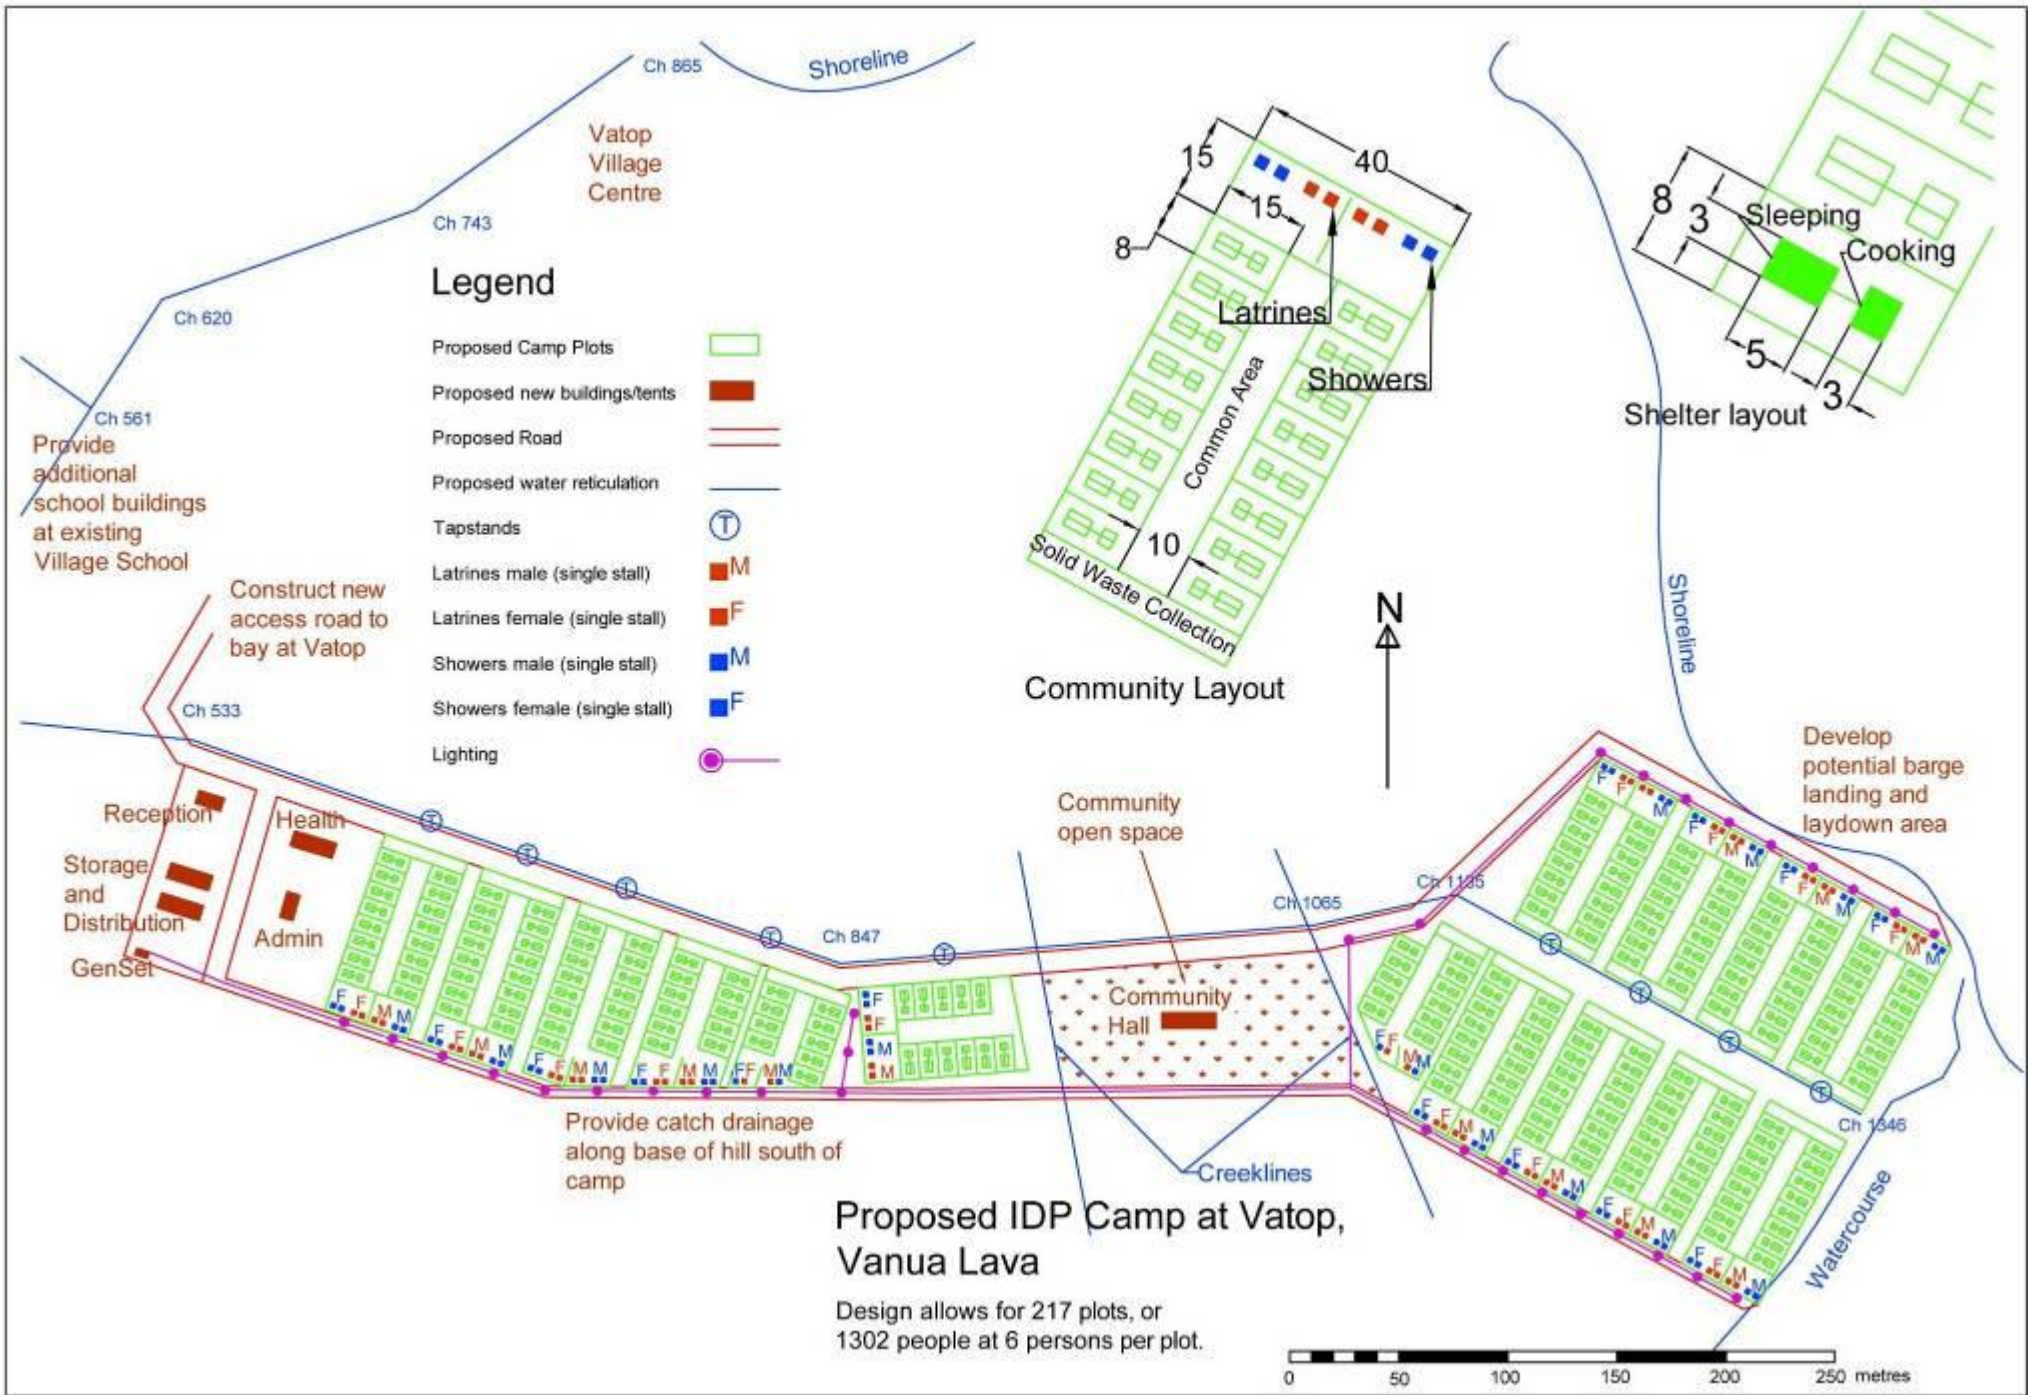 Ch 865
Shoreline
Vatop
Village
Centre
Ch 743
Ch 620
Ch 561
Provide
additional
school buildings
at existing
Village School
Construct new
access road to
bay at Vatop
Ch 533
Legend
Proposed Camp Plots
Proposed new buildings/tents
Proposed Road
Proposed water reticulation
Tapstands
T
Latrines male (single stall)
M
Latrines female (single stall)
F
Showers male (single stall)
M
Showers female (single stall)
F
Lighting
15
40
15
8
Latrines
Showers
Common Area
10
Solid Waste Collection
Community Layout
8
3
Sleeping
Cooking
5
3
Shelter layout
N
Shoreline
Develop
potential barge
landing and
laydown area
Reception
Health
Storage
and
Distribution
Admin
GenSet
T
T
T
T
Ch 847
T
Community
open space
Ch 1065
Ch 1135
Community
Hall
F
F
M
M
F F M M
F F M M
F F M M
F F M M
F F M M
F F M M
F F M M
F F M M
F F M M
T
T
T
T
Ch 1346
F F M M
F F M M
F F M M
F F M M
F F M M
Watercourse
Provide catch drainage
along base of hill south of
camp
Creeklines
Proposed IDP Camp at Vatop,
Vanua Lava
Design allows for 217 plots, or
1302 people at 6 persons per plot.
0 50 100 150 200 250 metres